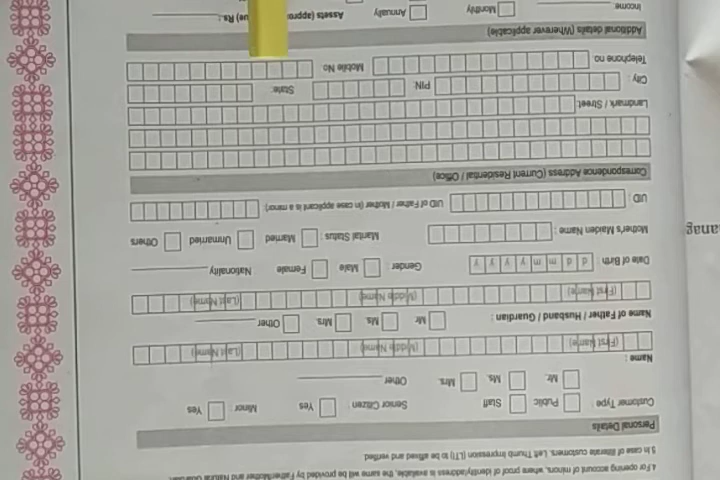 4.For opening account of minors, where proof of identity/address is available, the same will be provided by Father/Mother and Natural Guardian.
5 In case of illiterate customers, Left Thumb Impression (LTI) to be affixed and verified
Personal Details
Customer Type : Public Staff Senior Citizen : Yes Minor : Yes
Mr. Ms. Mrs. Other
Name :
(First Name) (Middle Name) (Last Name)
Name of Father / Husband / Guardian : Mr Ms. Mrs. Other
(First Name) (Middle Name) (Last Name)
Date of Birth : d d m m y y y y Gender : Male Female Nationality
Mother's Maiden Name : Marital Status : Married Unmarried Others
UID : UID of Father / Mother (in case applicant is a minor)
Correspondence Address (Current Residential / Office)
Landmark / Street:
City : PIN State:
Telephone no Mobile No
Additional details (Wherever applicable)
Income Monthly Annually Assets ue) Rs :